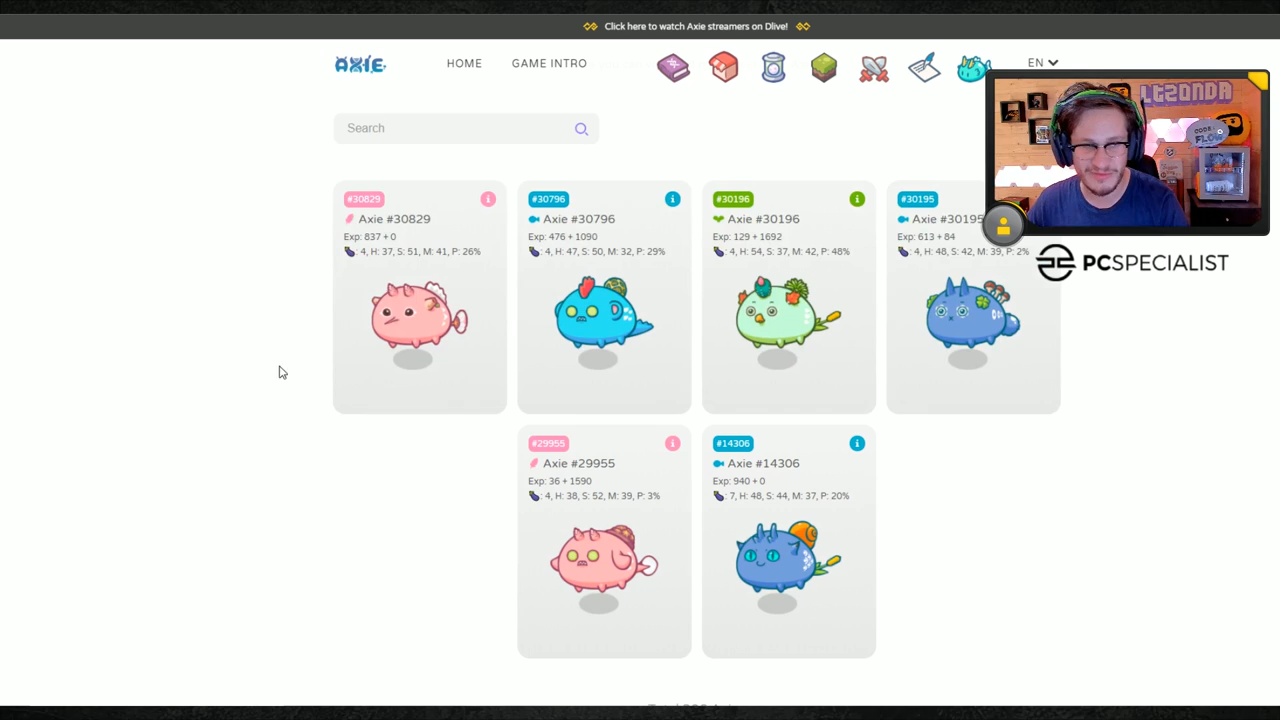 Click here to watch Axie streamers on Dlive!
AXIE
HOME
GAME INTRO
EN
LTZONDA
CODE:
FLOW
Search
PCSPECIALIST
#30829
Axie #30829
Exp: 837 + 0
: 4, H: 37, S: 51, M: 41, P: 26%
#30796
Axie #30796
Exp: 476 + 1090
: 4, H: 47, S: 50, M: 32, P: 29%
#30196
Axie #30196
Exp: 129 + 1692
: 4, H: 54, S: 37, M: 42, P: 48%
#30195
Axie #30195
Exp: 613 + 84
: 4, H: 48, S: 42, M: 39, P: 2%
#29955
Axie #29955
Exp: 36 + 1590
: 4, H: 38, S: 52, M: 39, P: 3%
#14306
Axie #14306
Exp: 940 + 0
: 7, H: 48, S: 44, M: 37, P: 20%